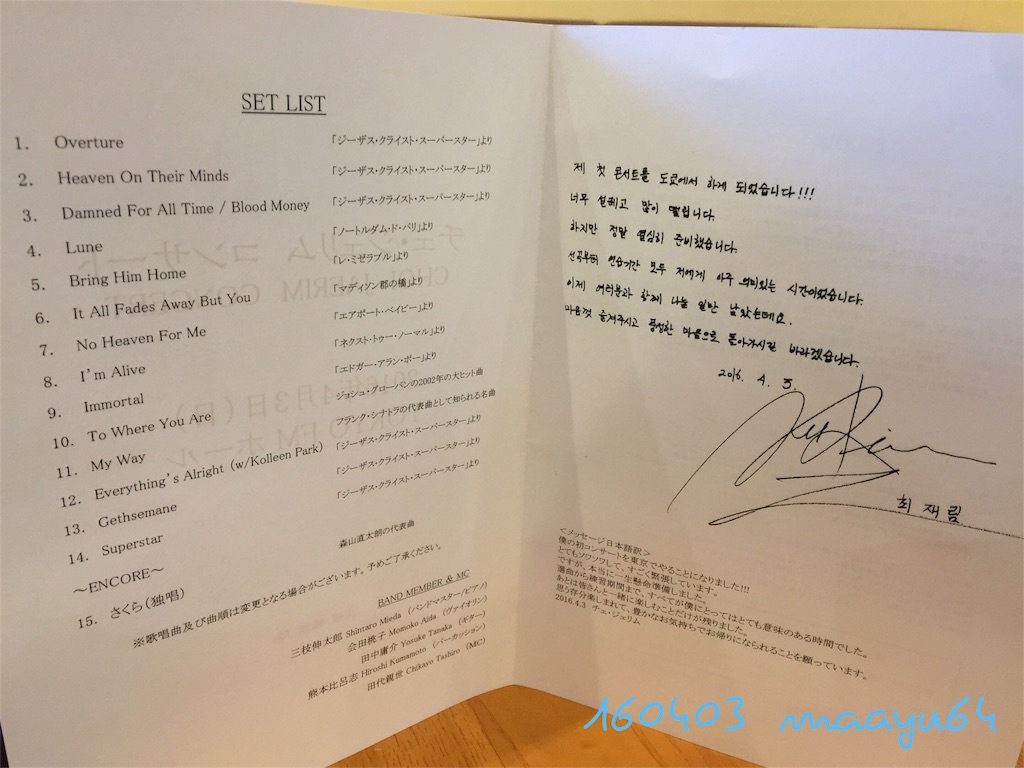 SET LIST
1. Overture 「ジーザス・クライスト・スーパースター」より
2. Heaven On Their Minds 「ジーザス・クライスト・スーパースター」より
3. Damned For All Time / Blood Money 「ジーザス・クライスト・スーパースター」より
4. Lune 「ノートルダム・ド・パリ」より
5. Bring Him Home 「レ・ミゼラブル」より
6. It All Fades Away But You 「マディソン郡の橋」より
7. No Heaven For Me 「エアポート・ベイビー」より
8. I'm Alive 「ネクスト・トゥー・ノーマル」より
9. Immortal 「エドガー・アラン・ポー」より
10. To Where You Are ジョシュ・グローバンの2002年の大ヒット曲
11. My Way フランク・シナトラの代表曲として知られる名曲
12. Everything's Alright (w/Kolleen Park) 「ジーザス・クライスト・スーパースター」より
13. Gethsemane 「ジーザス・クライスト・スーパースター」より
14. Superstar 「ジーザス・クライスト・スーパースター」より
～ENCORE～
15. さくら(独唱) 森山直太朗の代表曲
※歌唱曲及び曲順は変更となる場合がございます。予めご了承ください。
BAND MEMBER & MC
三枝伸太郎 Shintaro Mieda (バンドマスター/ピアノ)
会田桃子 Momoko Aida (ヴァイオリン)
田中庸介 Yosuke Tanaka (ギター)
熊本比呂志 Hiroshi Kumamoto (パーカッション)
田代親世 Chikayo Tashiro (MC)
제 첫 콘서트를 도쿄에서 하게 되었습니다!!!
너무 설레고 많이 떨립니다.
하지만 정말 열심히 준비했습니다.
선곡부터 연습기간 모두 저에게 아주 의미있는 시간이었습니다.
이제 여러분과 함께 나눌 일만 남았는데요.
마음껏 즐겨주시고 풍성한 마음으로 돌아가시길 바라겠습니다.
2016. 4. 3.
최재림
<メッセージ日本語訳>
僕の初コンサートを東京でやることになりました!!!
とてもソワソワして、すごく緊張しています。
ですが、本当に一生懸命準備しました。
選曲から練習期間まで、すべてが僕にとってはとても意味のある時間でした。
あとは皆さんと一緒に楽しむことだけが残りました。
思う存分楽しまれて、豊かなお気持ちでお帰りになられることを願っています。
2016.4.3 チェ・ジェリム
160403 maayu64